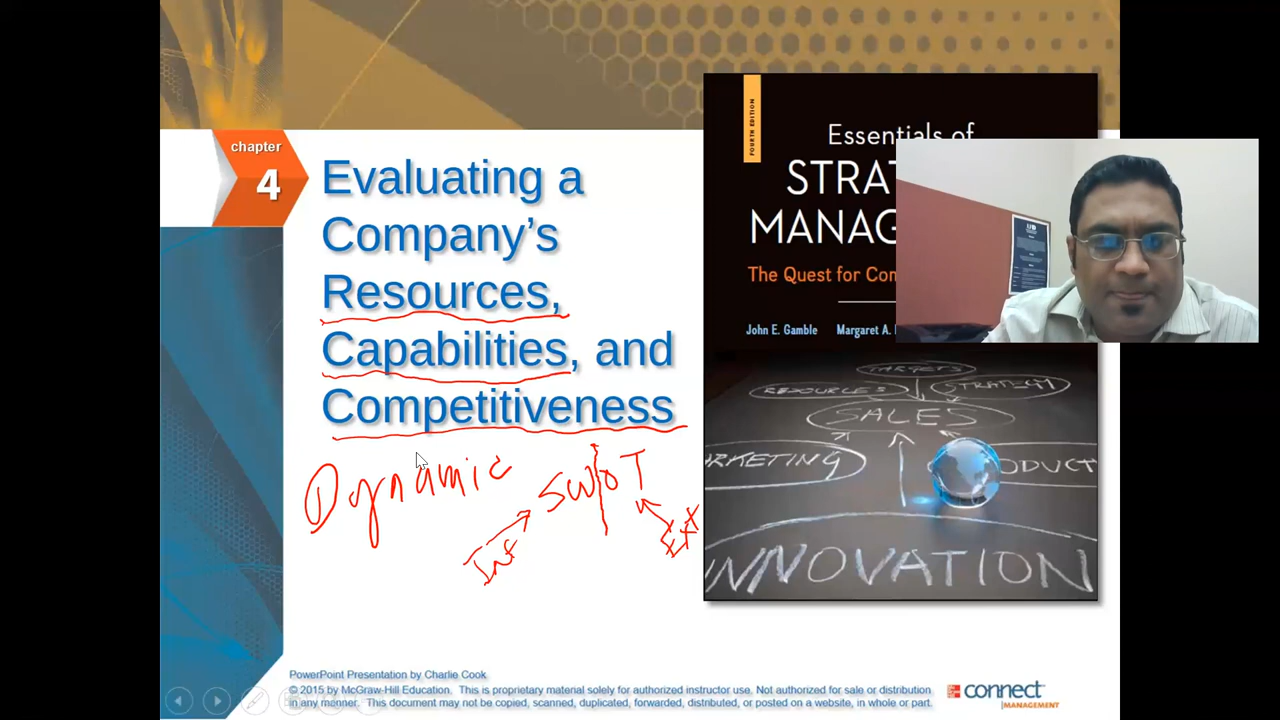 chapter
4
Evaluating a
Company's
Resources,
Capabilities, and
Competitiveness
Dynamic
SWOT
Int
Ext
FOURTH EDITION
Essentials of
STRAT
MANAG
The Quest for Com
John E. Gamble Margaret A.
TARGETS
RESOURCES STRATEGY
SALES
MARKETING
PRODUCT
INNOVATION
PowerPoint Presentation by Charlie Cook
© 2015 by McGraw-Hill Education. This is proprietary material solely for authorized instructor use. Not authorized for sale or distribution
in any manner. This document may not be copied, scanned, duplicated, forwarded, distributed, or posted on a website, in whole or part.
connect
MANAGEMENT